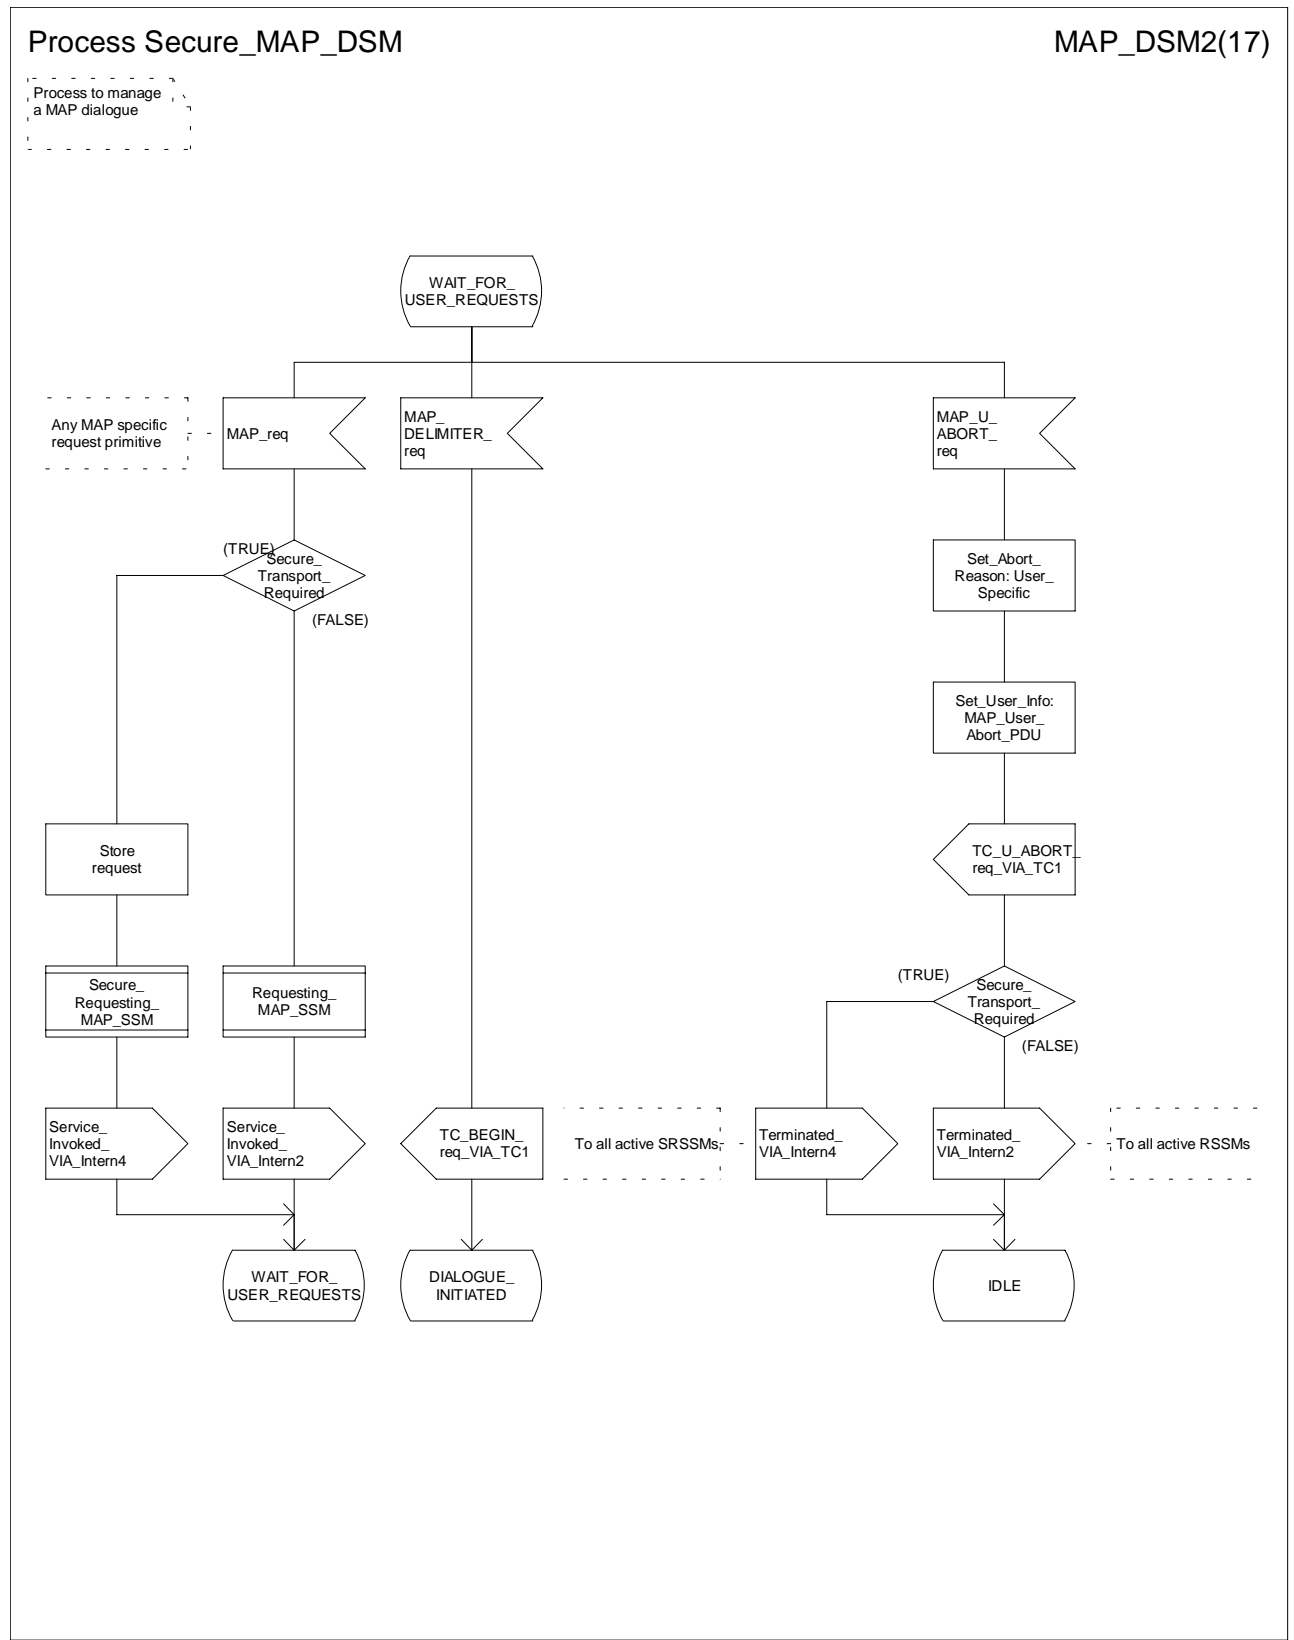 Process Secure_MAP_DSM
MAP_DSM2(17)
Process to manage
a MAP dialogue
WAIT_FOR_
USER_REQUESTS
Any MAP specific
request primitive
MAP_req
MAP_
DELIMITER_
req
MAP_U_
ABORT_
req
(TRUE)
Secure_
Transport_
Required
(FALSE)
Set_Abort_
Reason: User_
Specific
Set_User_Info:
MAP_User_
Abort_PDU
Store
request
TC_U_ABORT_
req_VIA_TC1
Secure_
Requesting_
MAP_SSM
Requesting_
MAP_SSM
(TRUE)
Secure_
Transport_
Required
(FALSE)
Service_
Invoked_
VIA_Intern4
Service_
Invoked_
VIA_Intern2
TC_BEGIN_
req_VIA_TC1
To all active SRSSMs
Terminated_
VIA_Intern4
Terminated_
VIA_Intern2
To all active RSSMs
WAIT_FOR_
USER_REQUESTS
DIALOGUE_
INITIATED
IDLE